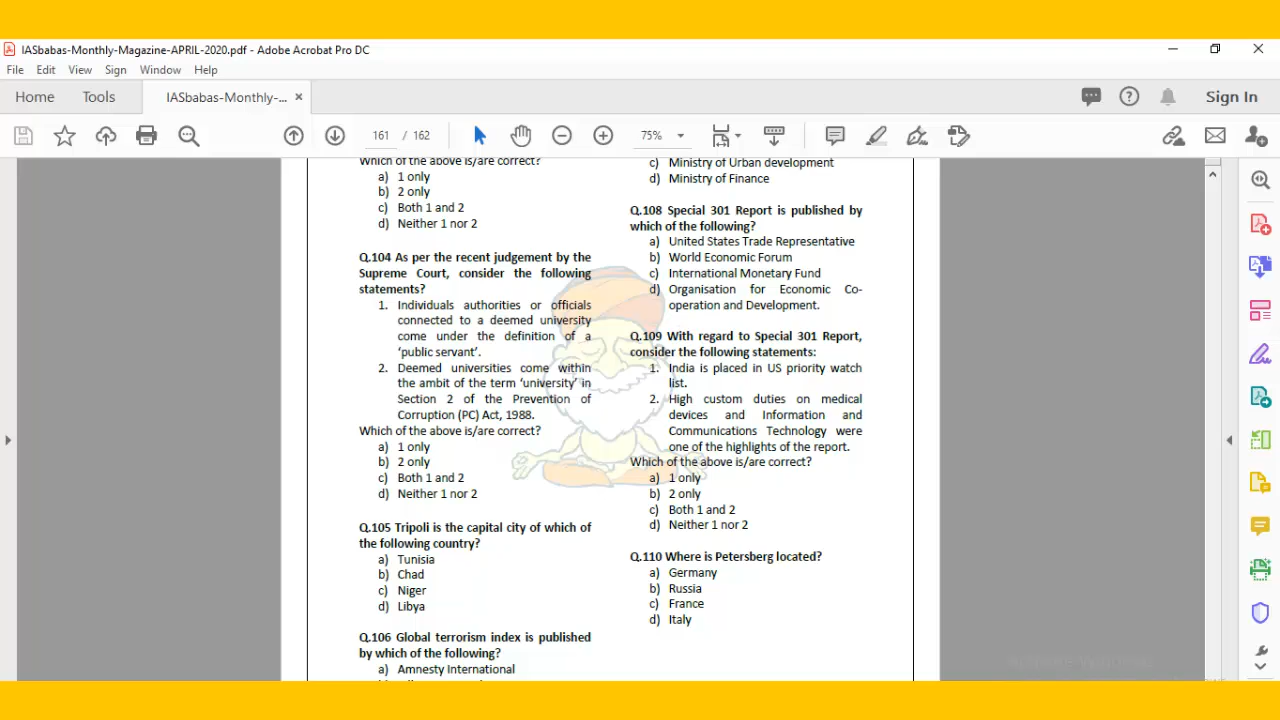 IASbabas-Monthly-Magazine-APRIL-2020.pdf - Adobe Acrobat Pro DC
File Edit View Sign Window Help
Home Tools IASbabas-Monthly-... × Sign In
161 / 162 75%
Which of the above is/are correct?
a) 1 only
b) 2 only
c) Both 1 and 2
d) Neither 1 nor 2
Q.104 As per the recent judgement by the
Supreme Court, consider the following
statements?
1. Individuals authorities or officials
connected to a deemed university
come under the definition of a
‘public servant’.
2. Deemed universities come within
the ambit of the term ‘university’ in
Section 2 of the Prevention of
Corruption (PC) Act, 1988.
Which of the above is/are correct?
a) 1 only
b) 2 only
c) Both 1 and 2
d) Neither 1 nor 2
Q.105 Tripoli is the capital city of which of
the following country?
a) Tunisia
b) Chad
c) Niger
d) Libya
Q.106 Global terrorism index is published
by which of the following?
a) Amnesty International
c) Ministry of Urban development
d) Ministry of Finance
Q.108 Special 301 Report is published by
which of the following?
a) United States Trade Representative
b) World Economic Forum
c) International Monetary Fund
d) Organisation for Economic Co-
operation and Development.
Q.109 With regard to Special 301 Report,
consider the following statements:
1. India is placed in US priority watch
list.
2. High custom duties on medical
devices and Information and
Communications Technology were
one of the highlights of the report.
Which of the above is/are correct?
a) 1 only
b) 2 only
c) Both 1 and 2
d) Neither 1 nor 2
Q.110 Where is Petersberg located?
a) Germany
b) Russia
c) France
d) Italy